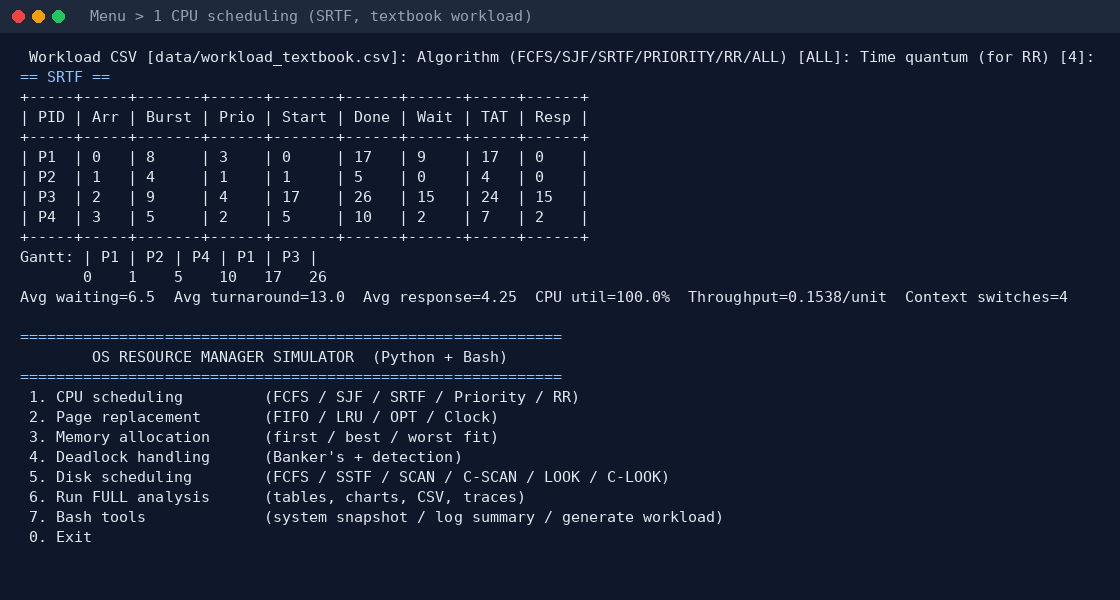 Menu > 1 CPU scheduling (SRTF, textbook workload)
Workload CSV [data/workload_textbook.csv]: Algorithm (FCFS/SJF/SRTF/PRIORITY/RR/ALL) [ALL]: Time quantum (for RR) [4]:
== SRTF ==
+-----+-----+-------+------+-------+------+------+-----+------+
| PID | Arr | Burst | Prio | Start | Done | Wait | TAT | Resp |
+-----+-----+-------+------+-------+------+------+-----+------+
| P1  | 0   | 8     | 3    | 0     | 17   | 9    | 17  | 0    |
| P2  | 1   | 4     | 1    | 1     | 5    | 0    | 4   | 0    |
| P3  | 2   | 9     | 4    | 17    | 26   | 15   | 24  | 15   |
| P4  | 3   | 5     | 2    | 5     | 10   | 2    | 7   | 2    |
+-----+-----+-------+------+-------+------+------+-----+------+
Gantt: | P1 | P2 | P4 | P1 | P3 |
       0    1    5    10   17   26
Avg waiting=6.5  Avg turnaround=13.0  Avg response=4.25  CPU util=100.0%  Throughput=0.1538/unit  Context switches=4
============================================================
        OS RESOURCE MANAGER SIMULATOR  (Python + Bash)
============================================================
 1. CPU scheduling         (FCFS / SJF / SRTF / Priority / RR)
 2. Page replacement       (FIFO / LRU / OPT / Clock)
 3. Memory allocation      (first / best / worst fit)
 4. Deadlock handling      (Banker's + detection)
 5. Disk scheduling        (FCFS / SSTF / SCAN / C-SCAN / LOOK / C-LOOK)
 6. Run FULL analysis      (tables, charts, CSV, traces)
 7. Bash tools             (system snapshot / log summary / generate workload)
 0. Exit